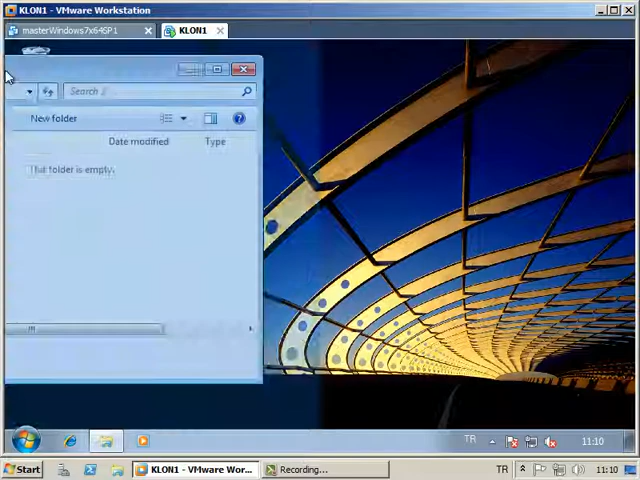 KLON1 - VMware Workstation
masterWindows7x64SP1
KLON1
Search 2
New folder
Date modified
Type
This folder is empty.
TR
11:10
Start
KLON1 - VMware Wor...
Recording...
TR
11:10